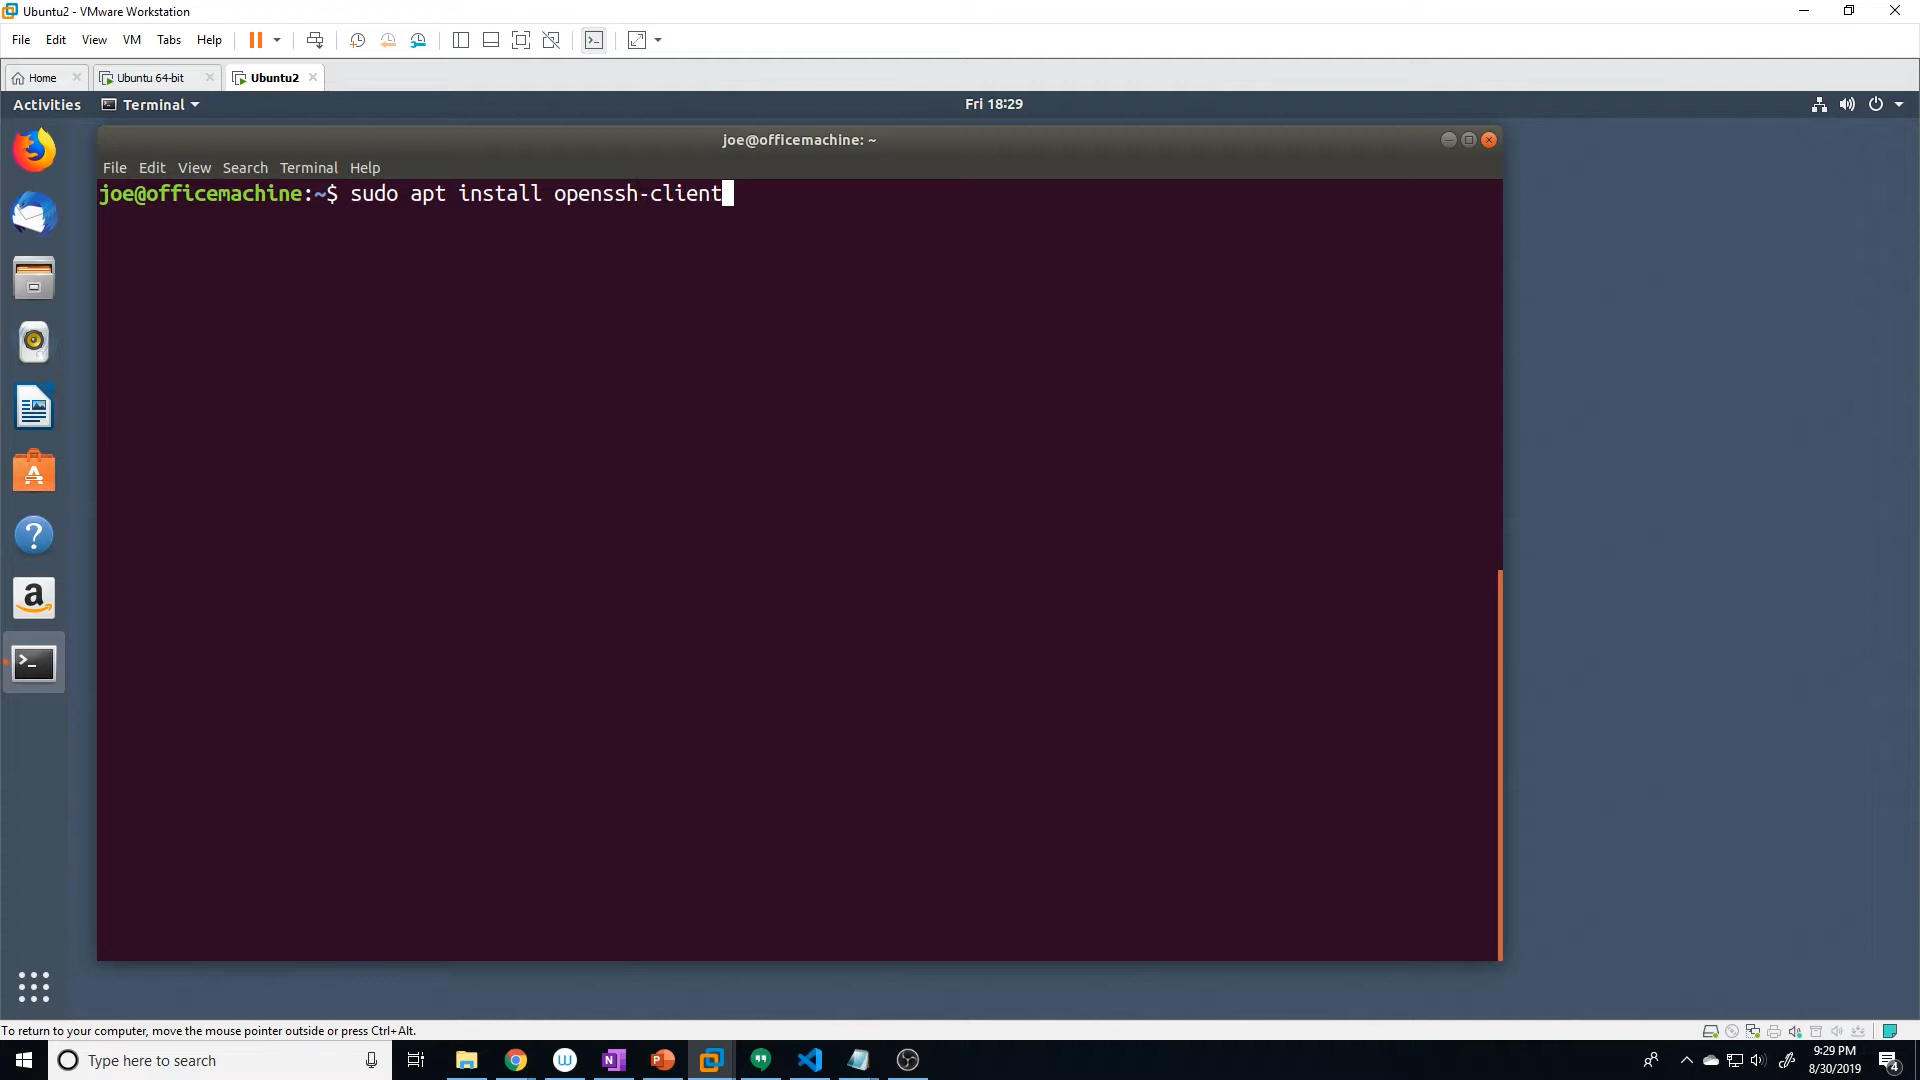 Ubuntu2 - VMware Workstation
File Edit View VM Tabs Help
Home Ubuntu 64-bit Ubuntu2
Activities Terminal Fri 18:29
joe@officemachine: ~
File Edit View Search Terminal Help
joe@officemachine:~$ sudo apt install openssh-client
To return to your computer, move the mouse pointer outside or press Ctrl+Alt.
Type here to search
9:29 PM
8/30/2019
4